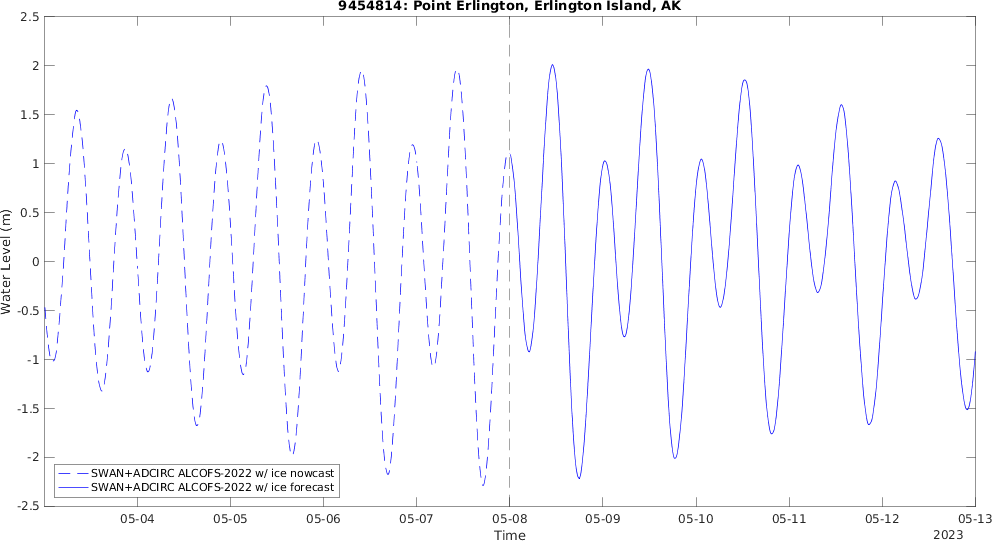 9454814: Point Erlington, Erlington Island, AK
2.5
2
1.5
1
0.5
0
-0.5
-1
-1.5
-2
-2.5
Water Level (m)
SWAN+ADCIRC ALCOFS-2022 w/ ice nowcast
SWAN+ADCIRC ALCOFS-2022 w/ ice forecast
05-04 05-05 05-06 05-07 05-08 05-09 05-10 05-11 05-12 05-13
Time
2023